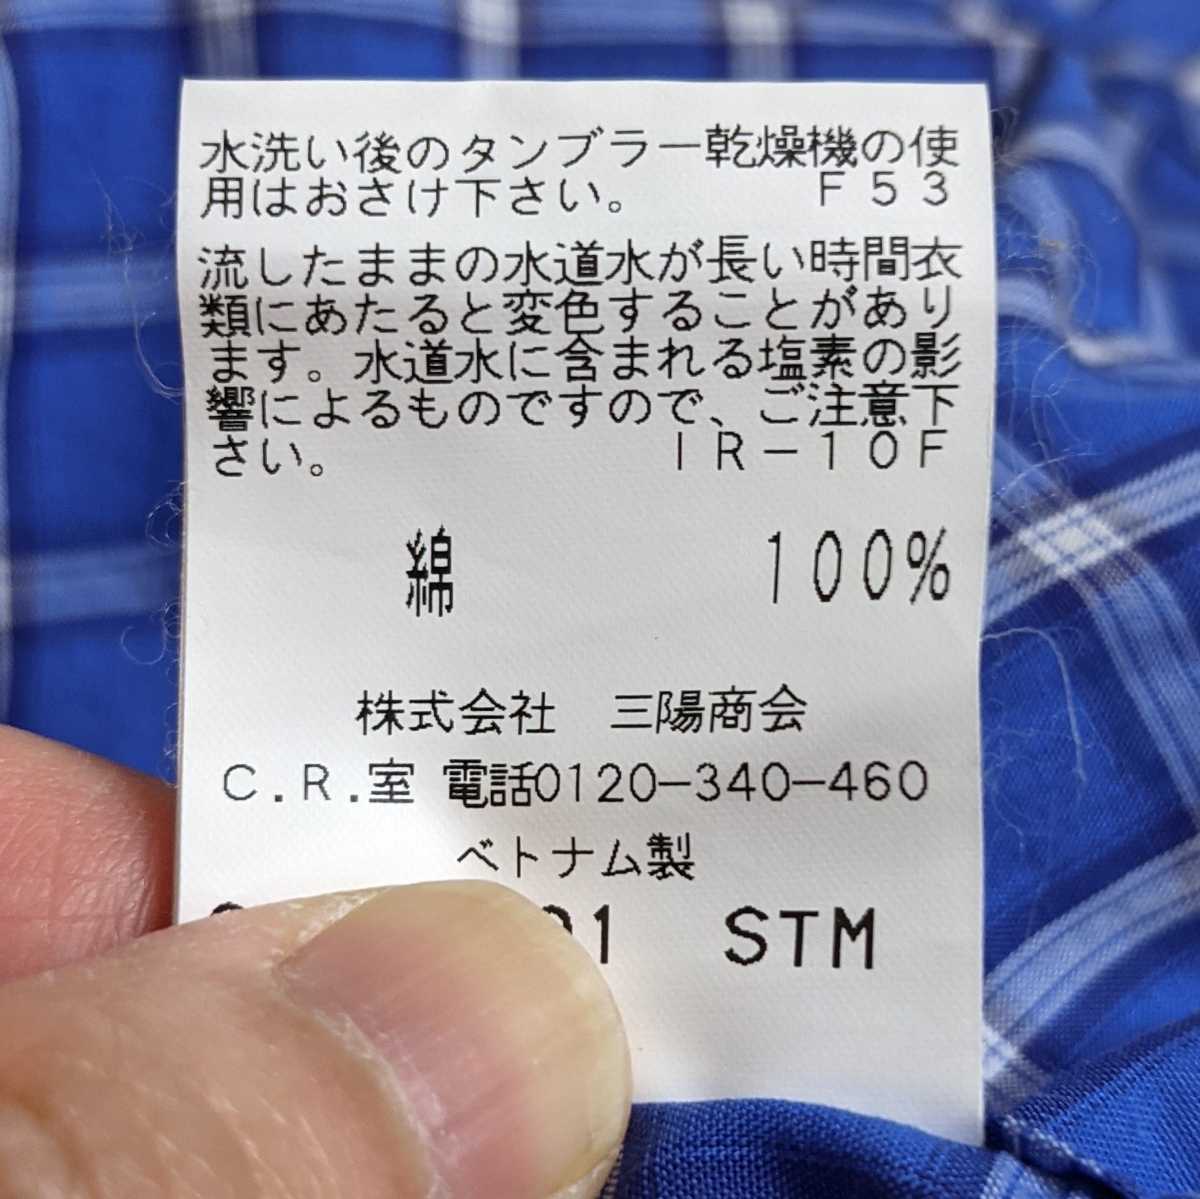 水洗い後のタンブラー乾燥機の使
用はおさけ下さい。 F53
流したままの水道水が長い時間衣
類にあたると変色することがあり
ます。水道水に含まれる塩素の影
響によるものですので、ご注意下
さい。 IR-10F
綿 100%
株式会社 三陽商会
C.R.室 電話0120-340-460
ベトナム製
STM